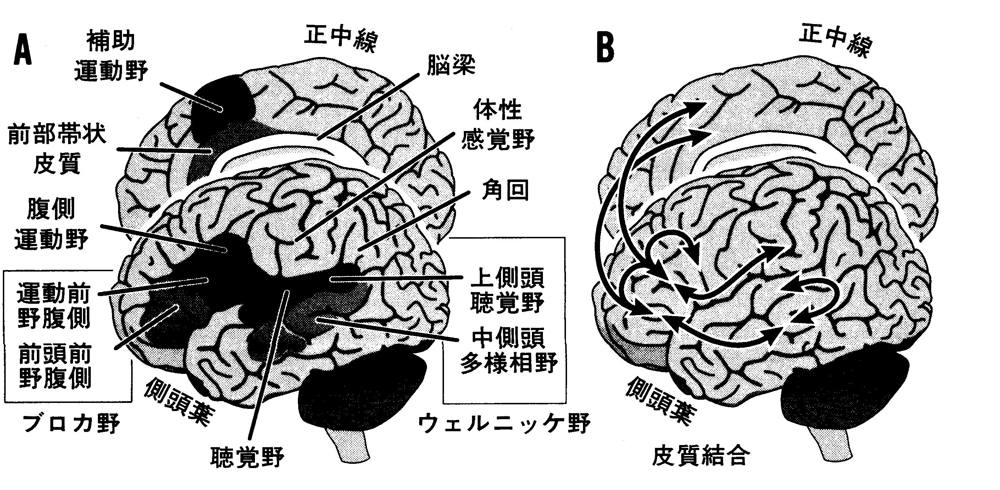 A
補助
運動野
正中線
脳梁
体性
感覚野
前部帯状
皮質
角回
腹側
運動野
運動前
野腹側
前頭前
野腹側
ブロカ野
上側頭
聴覚野
中側頭
多様相野
ウェルニッケ野
側頭葉
聴覚野
B
正中線
側頭葉
皮質結合